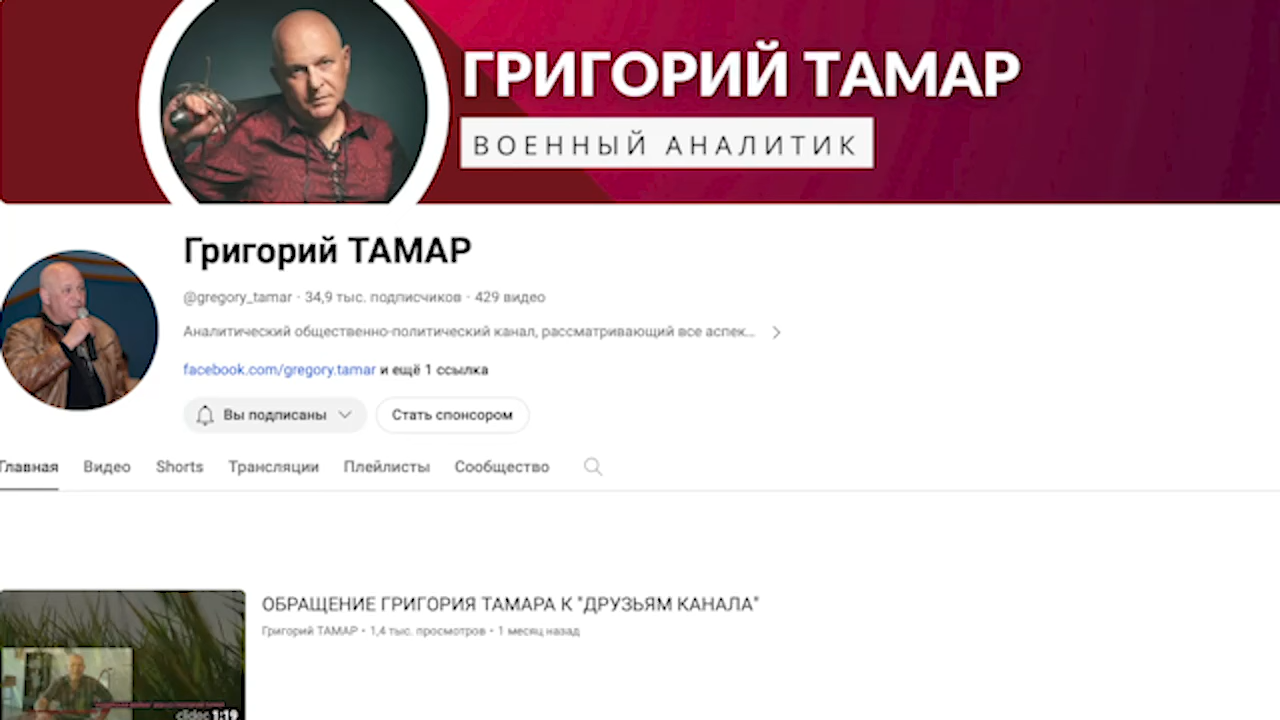 ГРИГОРИЙ ТАМАР
ВОЕННЫЙ АНАЛИТИК
Григорий ТАМАР
@gregory_tamar · 34,9 тыс. подписчиков · 429 видео
Аналитический общественно-политический канал, рассматривающий все аспек...
facebook.com/gregory.tamar и ещё 1 ссылка
Вы подписаны
Стать спонсором
Главная Видео Shorts Трансляции Плейлисты Сообщество
ОБРАЩЕНИЕ ГРИГОРИЯ ТАМАРА К "ДРУЗЬЯМ КАНАЛА"
Григорий ТАМАР • 1,4 тыс. просмотров • 1 месяц назад
1:19